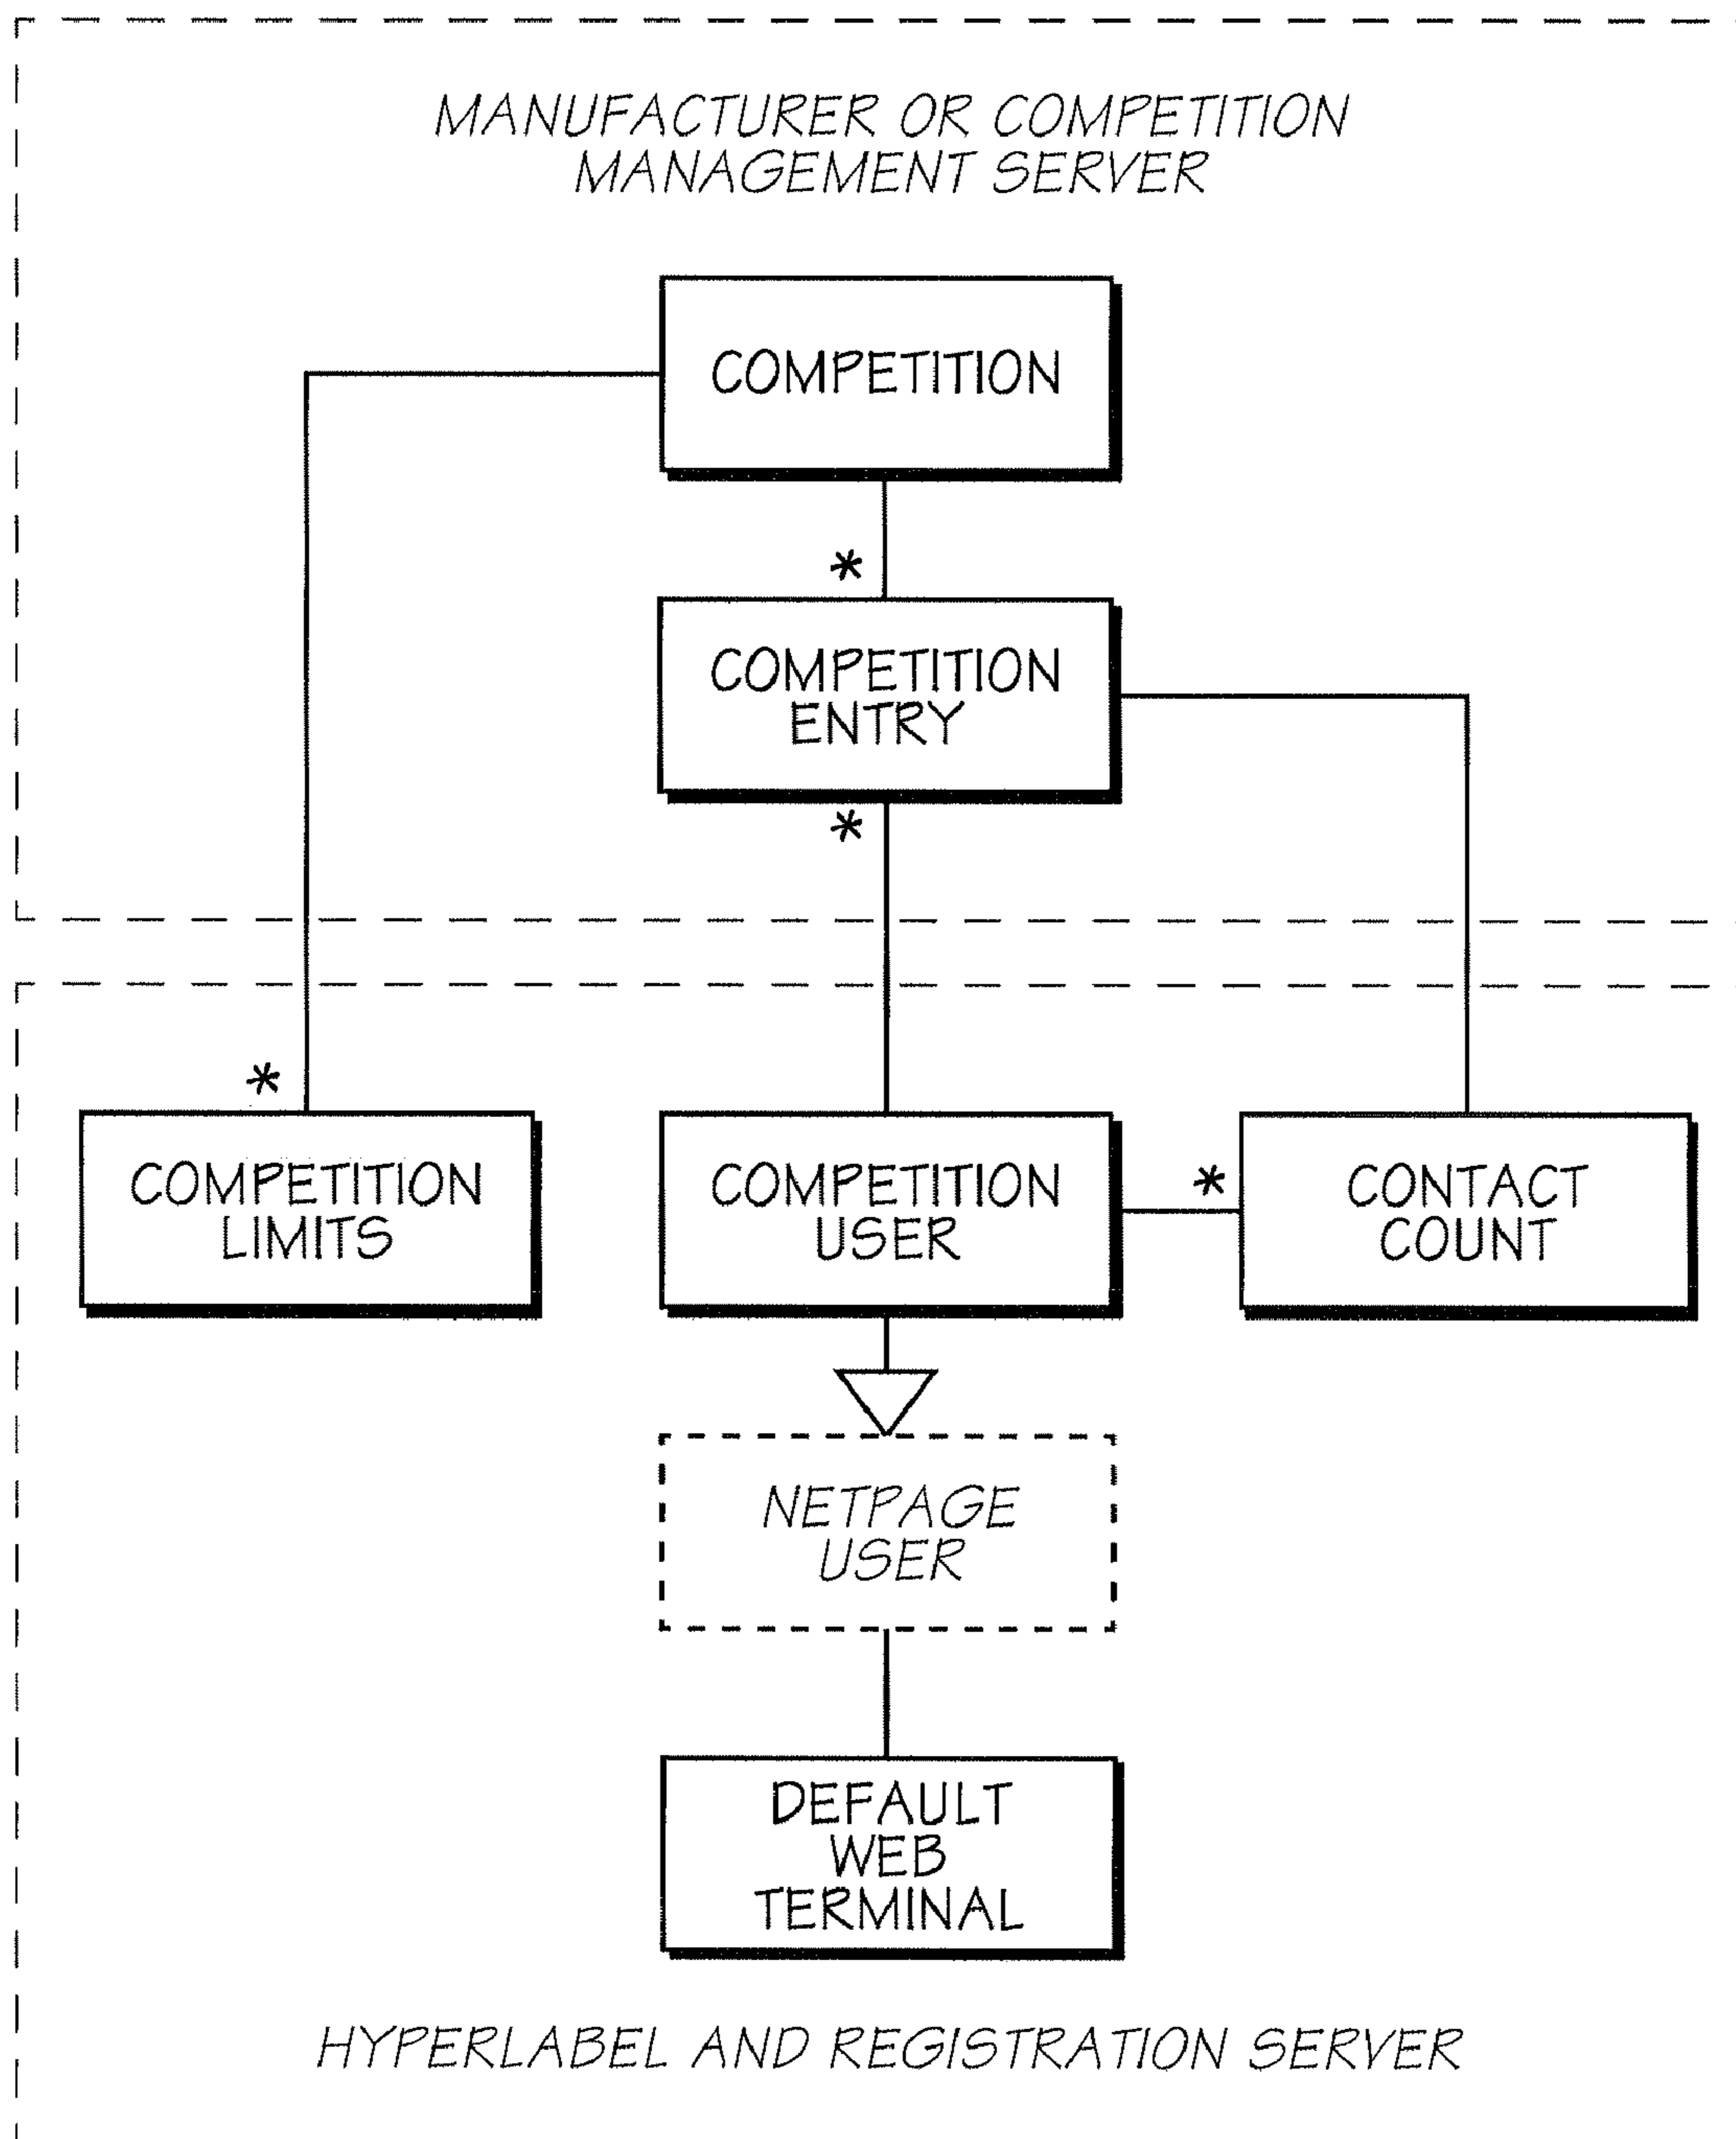 MANUFACTURER OR COMPETITION
MANAGEMENT SERVER
COMPETITION
*
COMPETITION
ENTRY
*
*
COMPETITION
LIMITS
COMPETITION
USER
*
CONTACT
COUNT
NETPAGE
USER
DEFAULT
WEB
TERMINAL
HYPERLABEL AND REGISTRATION SERVER